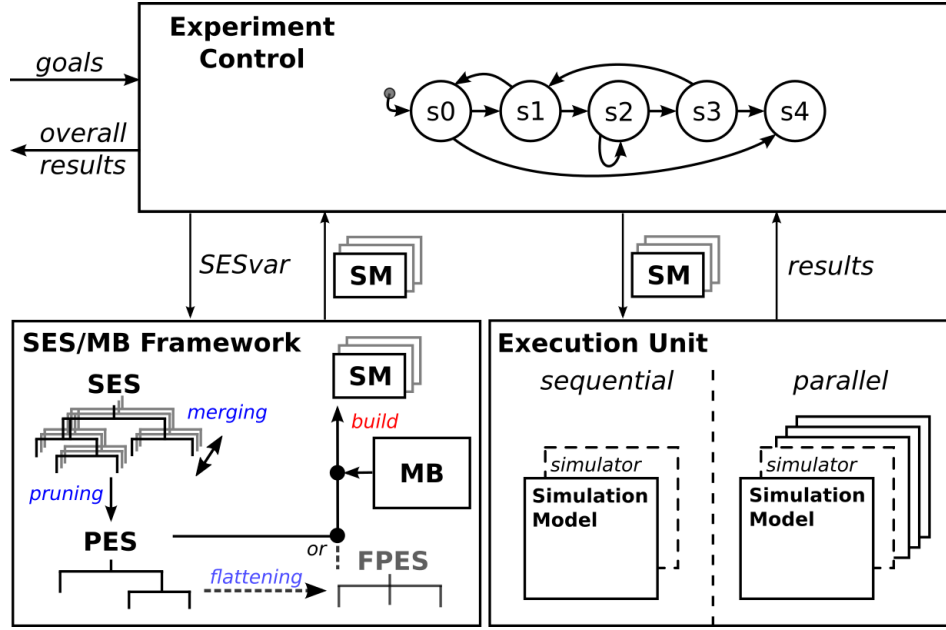 Experiment
Control
goals
overall
results
s0 s1 s2 s3 s4
SESvar
SM
SM
results
SES/MB Framework
SES
merging
pruning
PES
flattening
or
FPES
SM
build
MB
Execution Unit
sequential
parallel
simulator
Simulation
Model
simulator
Simulation
Model